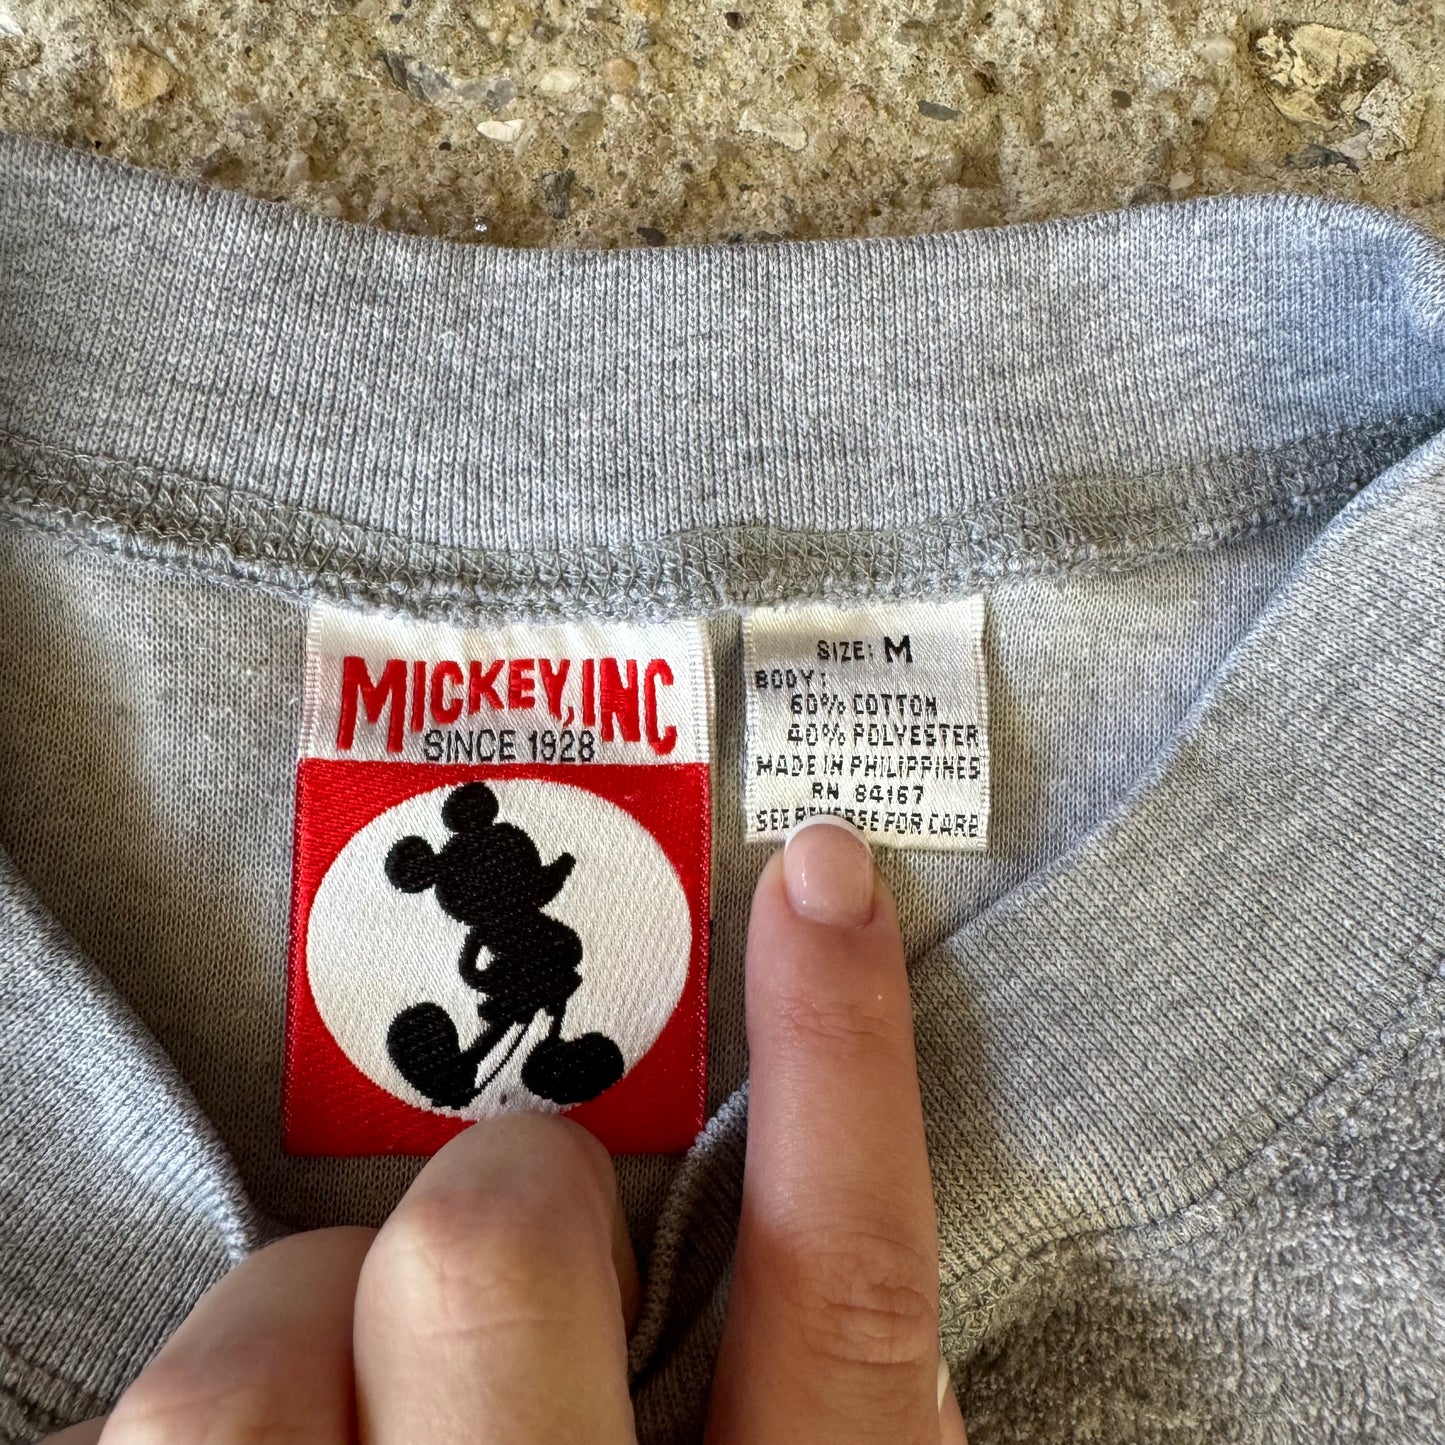 MICKEY, INC
SINCE 1928
SIZE: M
BODY:
60% COTTON
40% POLYESTER
MADE IN PHILIPPINES
RN 84167
SEE REVERSE FOR CARE